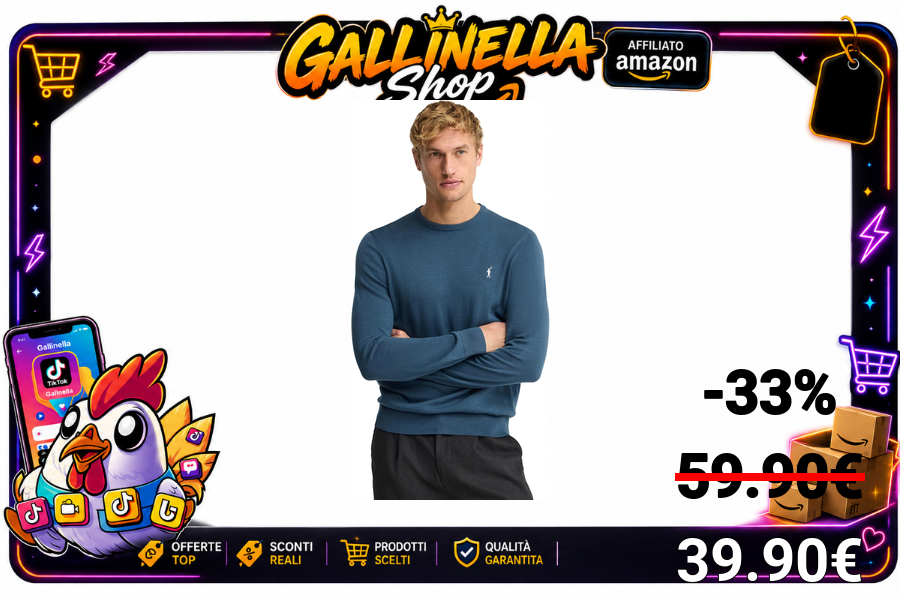 GALLINELLA
Shop
AFFILIATO
amazon
Gallinella
TikTok
Gallinella
-33%
59.90€
39.90€
OFFERTE
TOP
SCONTI
REALI
PRODOTTI
SCELTI
QUALITÀ
GARANTITA